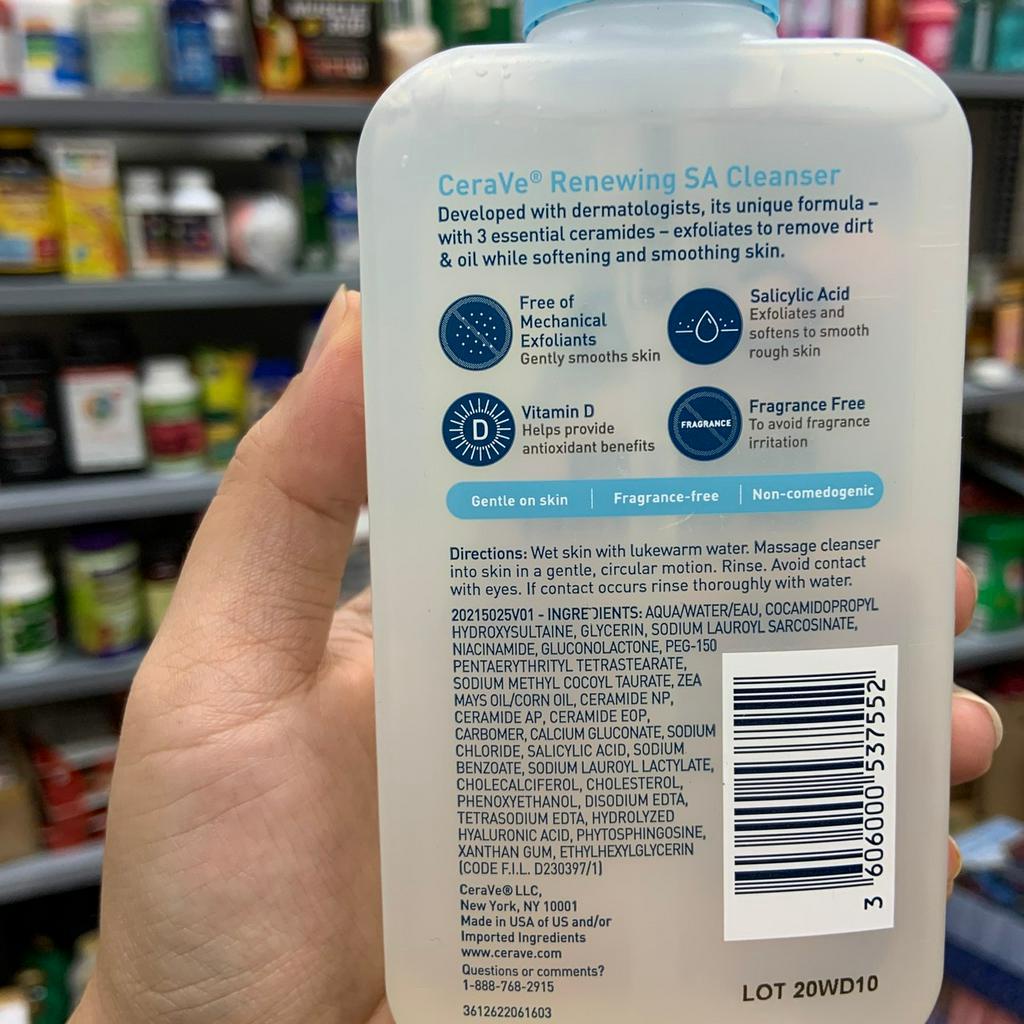 CeraVe® Renewing SA Cleanser
Developed with dermatologists, its unique formula –
with 3 essential ceramides – exfoliates to remove dirt
& oil while softening and smoothing skin.
Free of
Mechanical
Exfoliants
Gently smooths skin
Salicylic Acid
Exfoliates and
softens to smooth
rough skin
D
Vitamin D
Helps provide
antioxidant benefits
FRAGRANCE
Fragrance Free
To avoid fragrance
irritation
Gentle on skin | Fragrance-free | Non-comedogenic
Directions: Wet skin with lukewarm water. Massage cleanser
into skin in a gentle, circular motion. Rinse. Avoid contact
with eyes. If contact occurs rinse thoroughly with water.
20215025V01 - INGREDIENTS: AQUA/WATER/EAU, COCAMIDOPROPYL
HYDROXYSULTAINE, GLYCERIN, SODIUM LAUROYL SARCOSINATE,
NIACINAMIDE, GLUCONOLACTONE, PEG-150
PENTAERYTHRITYL TETRASTEARATE,
SODIUM METHYL COCOYL TAURATE, ZEA
MAYS OIL/CORN OIL, CERAMIDE NP,
CERAMIDE AP, CERAMIDE EOP,
CARBOMER, CALCIUM GLUCONATE, SODIUM
CHLORIDE, SALICYLIC ACID, SODIUM
BENZOATE, SODIUM LAUROYL LACTYLATE,
CHOLECALCIFEROL, CHOLESTEROL,
PHENOXYETHANOL, DISODIUM EDTA,
TETRASODIUM EDTA, HYDROLYZED
HYALURONIC ACID, PHYTOSPHINGOSINE,
XANTHAN GUM, ETHYLHEXYLGLYCERIN
(CODE F.I.L. D230397/1)
CeraVe® LLC,
New York, NY 10001
Made in USA of US and/or
Imported Ingredients
www.cerave.com
Questions or comments?
1-888-768-2915
3612622061603
3 606000 537552
LOT 20WD10